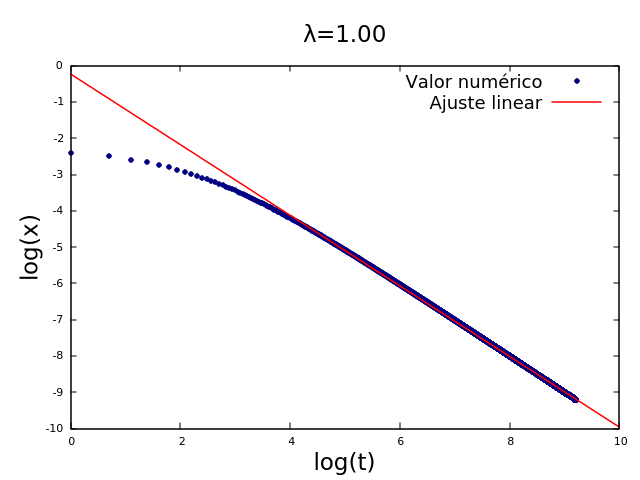 λ=1.00
Valor numérico
Ajuste linear
log(x)
0
-1
-2
-3
-4
-5
-6
-7
-8
-9
-10
0 2 4 6 8 10
log(t)